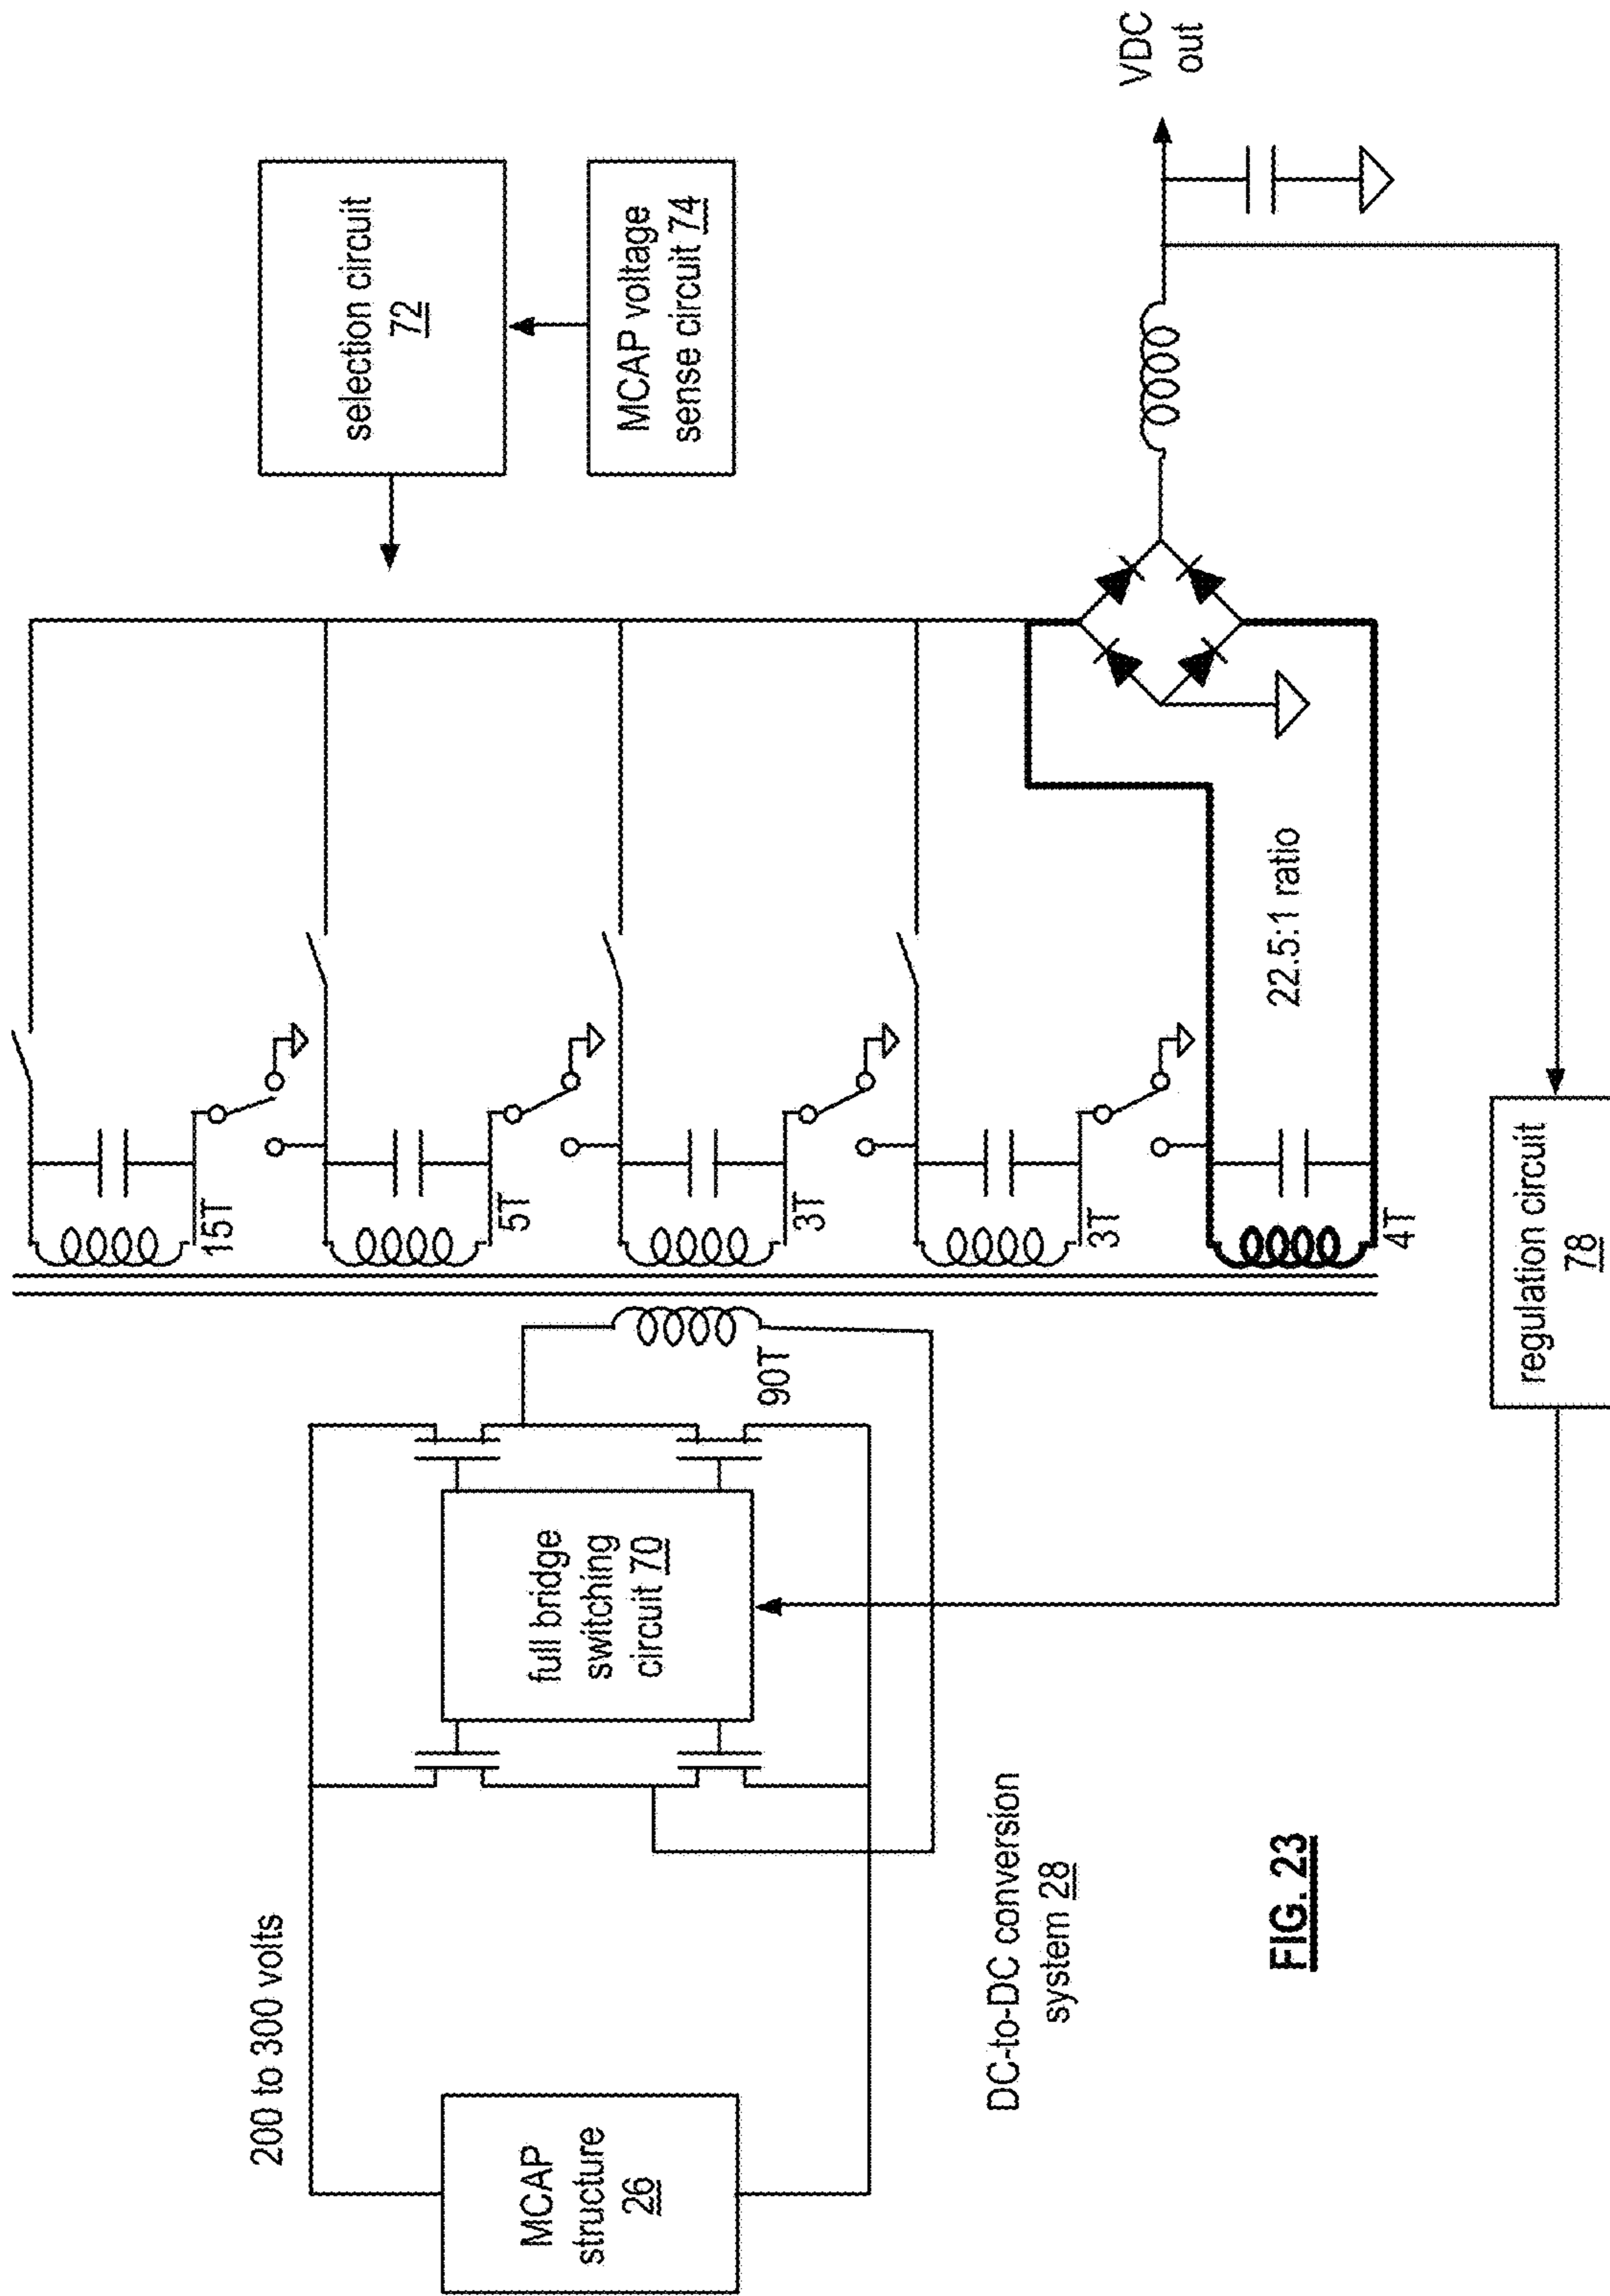 200 to 300 volts
MCAP
structure
26
full bridge
switching
circuit 70
90T
15T
5T
3T
3T
4T
22.5:1 ratio
selection circuit
72
MCAP voltage
sense circuit 74
VDC
out
regulation circuit
78
DC-to-DC conversion
system 28
FIG. 23